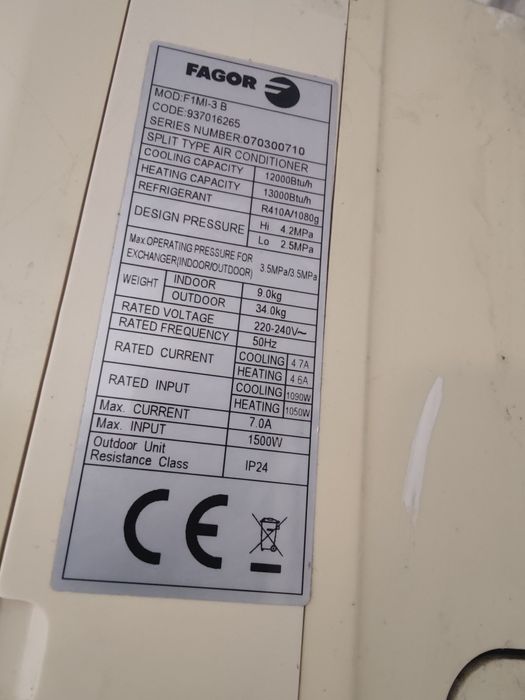 FAGOR
MOD:F1MI-3 B
CODE:937016265
SERIES NUMBER:070300710
SPLIT TYPE AIR CONDITIONER
COOLING CAPACITY 12000Btu/h
HEATING CAPACITY 13000Btu/h
REFRIGERANT R410A/1080g
DESIGN PRESSURE Hi 4.2MPa
Lo 2.5MPa
Max.OPERATING PRESSURE FOR
EXCHANGER(INDOOR/OUTDOOR) 3.5MPa/3.5MPa
WEIGHT INDOOR 9.0kg
OUTDOOR 34.0kg
RATED VOLTAGE 220-240V~
RATED FREQUENCY 50Hz
RATED CURRENT COOLING 4.7A
HEATING 4.6A
RATED INPUT COOLING 1090W
HEATING 1050W
Max. CURRENT 7.0A
Max. INPUT 1500W
Outdoor Unit
Resistance Class IP24
CE